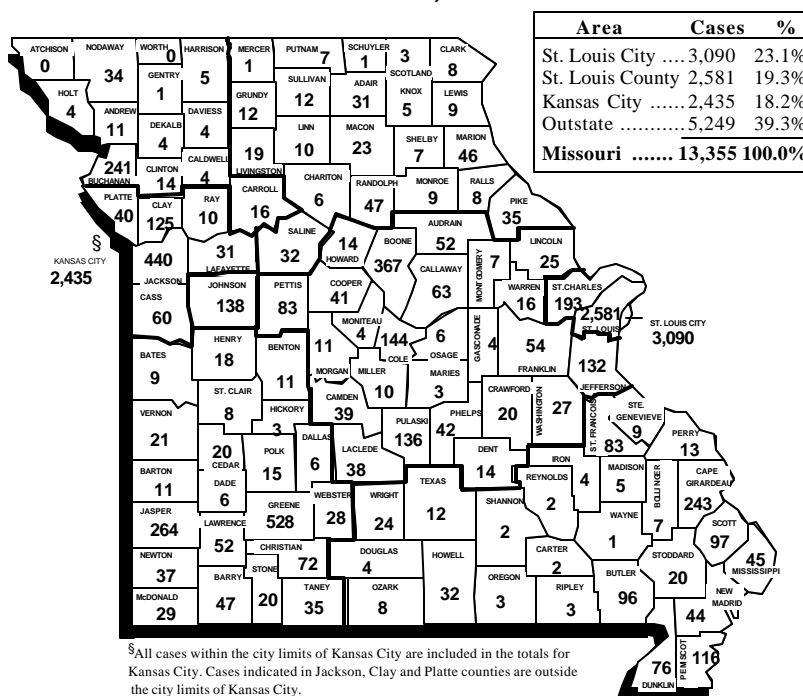 Area Cases % 
St. Louis City .... 3,090 23.1%
St. Louis County 2,581 19.3%
Kansas City ...... 2,435 18.2%
Outstate .......... 5,249 39.3%
Missouri ....... 13,355 100.0%
ATCHISON
0
NODAWAY
34
WORTH
0
HARRISON
5
MERCER
1
PUTNAM
7
SCHUYLER
1
SCOTLAND
3
CLARK
8
HOLT
4
GENTRY
1
SULLIVAN
12
ADAIR
31
KNOX
5
LEWIS
9
ANDREW
11
DEKALB
4
DAVIESS
4
GRUNDY
12
LINN
10
MACON
23
SHELBY
7
MARION
46
241
BUCHANAN
CLINTON
14
CALDWELL
4
19
LIVINGSTON
CHARITON
6
RANDOLPH
47
MONROE
9
RALLS
8
PIKE
35
PLATTE
40
CLAY
125
RAY
10
CARROLL
16
SALINE
32
14
HOWARD
BOONE
367
AUDRAIN
52
MONTGOMERY
7
LINCOLN
25
§
KANSAS CITY
2,435
440
JACKSON
31
LAFAYETTE
COOPER
41
CALLAWAY
63
WARREN
16
ST.CHARLES
193
2,581
ST. LOUIS
ST. LOUIS CITY
3,090
CASS
60
JOHNSON
138
PETTIS
83
MONITEAU
4
144
COLE
6
OSAGE
GASCONADE
4
54
FRANKLIN
132
JEFFERSON
BATES
9
HENRY
18
BENTON
11
11
MORGAN
MILLER
10
MARIES
3
CRAWFORD
20
WASHINGTON
27
ST. FRANCOIS
83
STE.
GENEVIEVE
9
PERRY
13
VERNON
21
ST. CLAIR
8
HICKORY
3
CAMDEN
39
PULASKI
136
PHELPS
42
DENT
14
IRON
4
MADISON
5
BOLLINGER
7
CAPE
GIRARDEAU
243
BARTON
11
20
CEDAR
POLK
15
DALLAS
6
LACLEDE
38
TEXAS
12
REYNOLDS
2
WAYNE
1
SCOTT
97
JASPER
264
DADE
6
GREENE
528
WEBSTER
28
WRIGHT
24
SHANNON
2
CARTER
2
STODDARD
20
45
MISSISSIPPI
NEWTON
37
LAWRENCE
52
CHRISTIAN
72
DOUGLAS
4
HOWELL
32
BUTLER
96
NEW
MADRID
44
McDONALD
29
BARRY
47
STONE
20
TANEY
35
OZARK
8
OREGON
3
RIPLEY
3
76
DUNKLIN
PEMISCOT
116
§All cases within the city limits of Kansas City are included in the totals for
Kansas City. Cases indicated in Jackson, Clay and Platte counties are outside
the city limits of Kansas City.